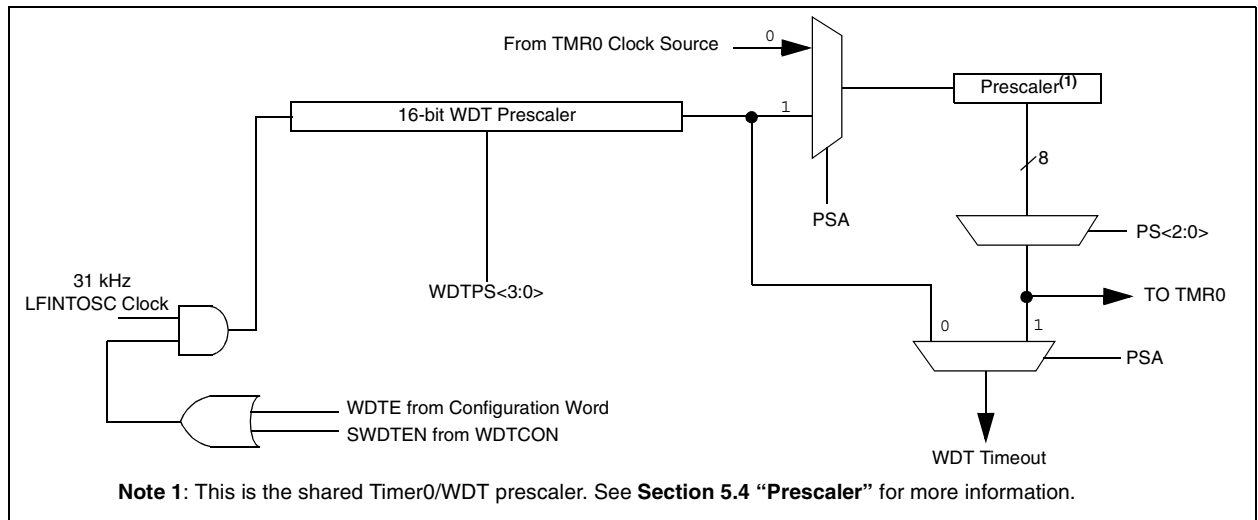 From TMR0 Clock Source
0
Prescaler(1)
16-bit WDT Prescaler
1
8
PSA
PS<2:0>
31 kHz
LFINTOSC Clock
WDTPS<3:0>
TO TMR0
0
1
PSA
WDTE from Configuration Word
SWDTEN from WDTCON
WDT Timeout
Note 1: This is the shared Timer0/WDT prescaler. See Section 5.4 “Prescaler” for more information.